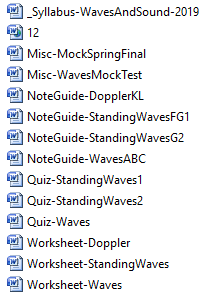 _Syllabus-WavesAndSound-2019
12
Misc-MockSpringFinal
Misc-WavesMockTest
NoteGuide-DopplerKL
NoteGuide-StandingWavesFG1
NoteGuide-StandingWavesG2
NoteGuide-WavesABC
Quiz-StandingWaves1
Quiz-StandingWaves2
Quiz-Waves
Worksheet-Doppler
Worksheet-StandingWaves
Worksheet-Waves